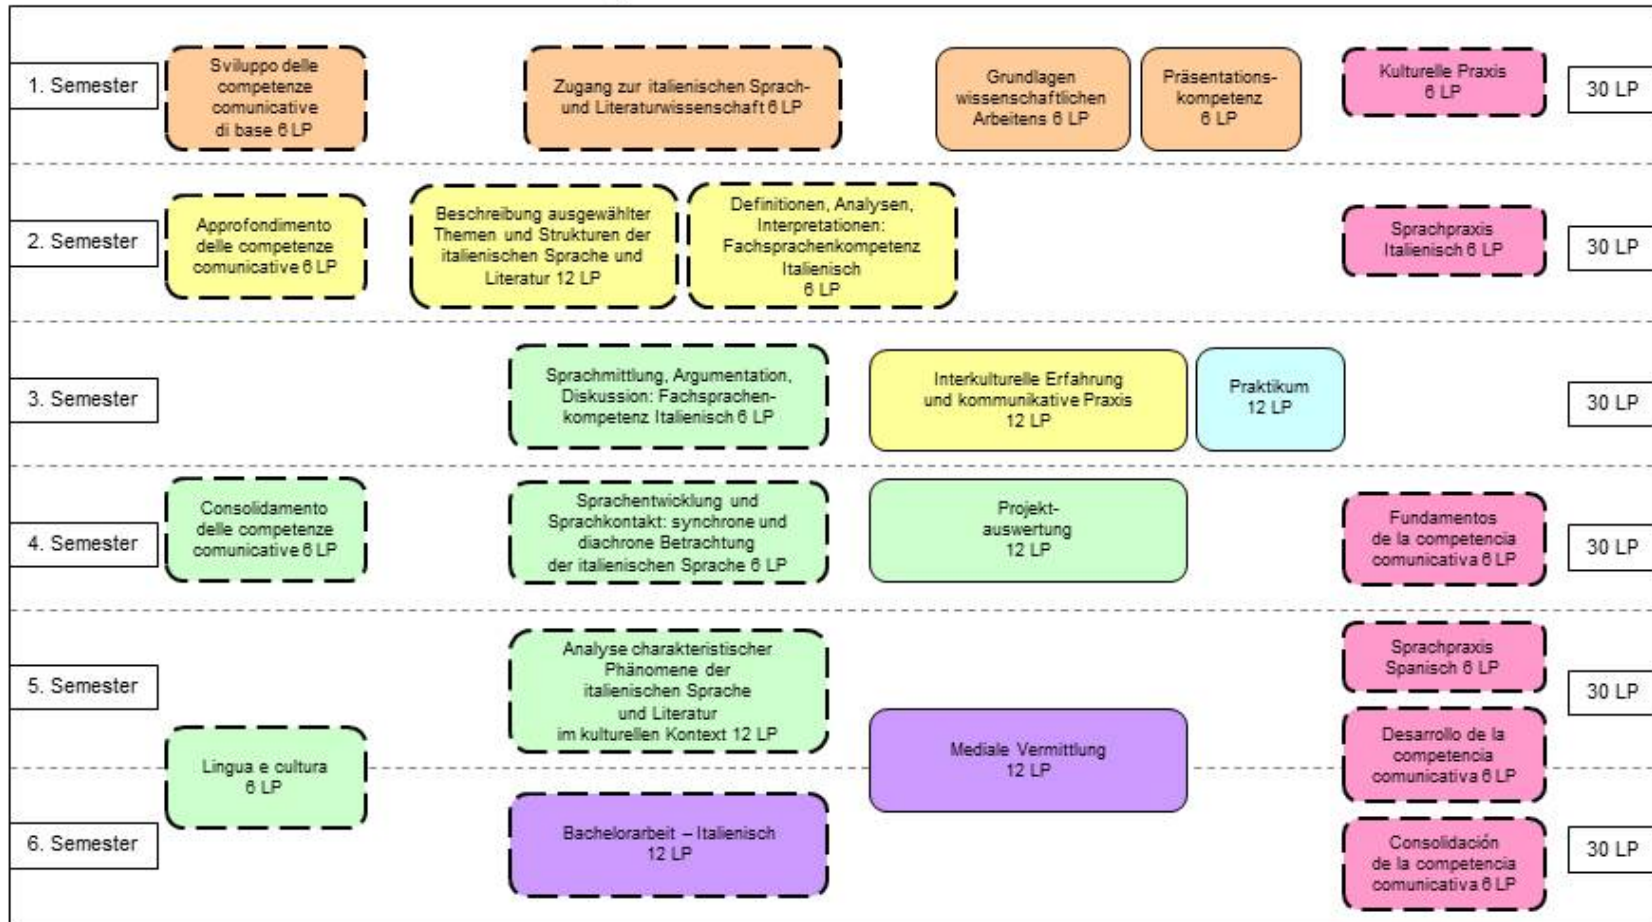 1. Semester
Sviluppo delle
competenze
comunicative
di base 6 LP
Zugang zur italienischen Sprach-
und Literaturwissenschaft 6 LP
Grundlagen
wissenschaftlichen
Arbeitens 6 LP
Präsentations-
kompetenz
6 LP
Kulturelle Praxis
6 LP
30 LP
2. Semester
Approfondimento
delle competenze
comunicative 6 LP
Beschreibung ausgewählter
Themen und Strukturen der
italienischen Sprache und
Literatur 12 LP
Definitionen, Analysen,
Interpretationen:
Fachsprachenkompetenz
Italienisch
6 LP
Sprachpraxis
Italienisch 6 LP
30 LP
3. Semester
Sprachmittlung, Argumentation,
Diskussion: Fachsprachen-
kompetenz Italienisch 6 LP
Interkulturelle Erfahrung
und kommunikative Praxis
12 LP
Praktikum
12 LP
30 LP
4. Semester
Consolidamento
delle competenze
comunicative 6 LP
Sprachentwicklung und
Sprachkontakt: synchrone und
diachrone Betrachtung
der italienischen Sprache 6 LP
Projekt-
auswertung
12 LP
Fundamentos
de la competencia
comunicativa 6 LP
30 LP
5. Semester
Analyse charakteristischer
Phänomene der
italienischen Sprache
und Literatur
im kulturellen Kontext 12 LP
Sprachpraxis
Spanisch 6 LP
30 LP
Lingua e cultura
6 LP
Mediale Vermittlung
12 LP
Desarrollo de la
competencia
comunicativa 6 LP
6. Semester
Bachelorarbeit – Italienisch
12 LP
Consolidación
de la competencia
comunicativa 6 LP
30 LP